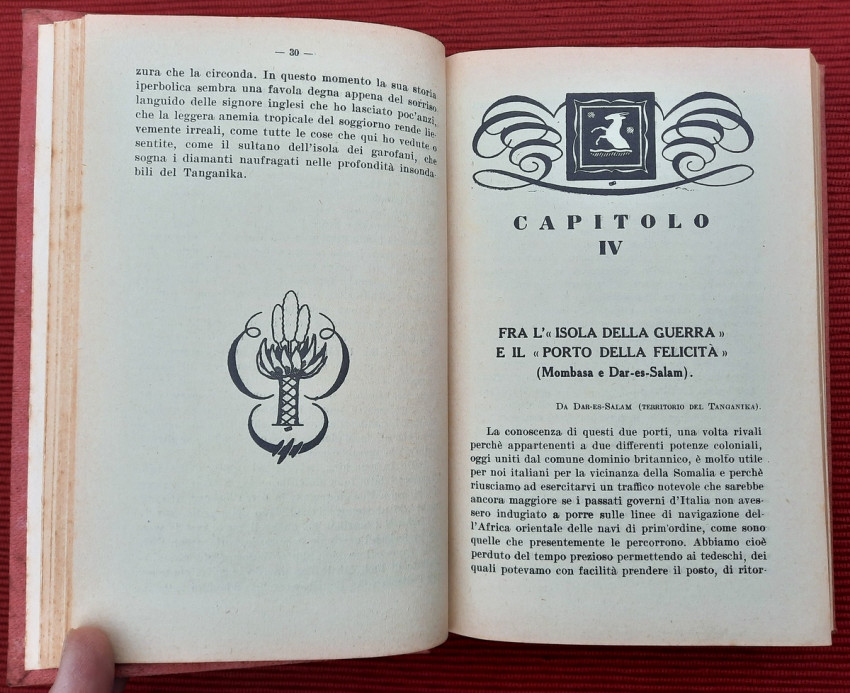 — 30 —
zura che la circonda. In questo momento la sua storia
iperbolica sembra una favola degna appena del sorriso
languido delle signore inglesi che ho lasciato poc'anzi,
che la leggera anemia tropicale del soggiorno rende lie-
vemente irreali, come tutte le cose che qui ho vedute o
sentite, come il sultano dell'isola dei garofani, che
sogna i diamanti naufragati nelle profondità insonda-
bili del Tanganika.
CAPITOLO
IV
FRA L'« ISOLA DELLA GUERRA »
E IL « PORTO DELLA FELICITÀ »
(Mombasa e Dar-es-Salam).
Da Dar-es-Salam (territorio del Tanganika).
La conoscenza di questi due porti, una volta rivali
perchè appartenenti a due differenti potenze coloniali,
oggi uniti dal comune dominio britannico, è molto utile
per noi italiani per la vicinanza della Somalia e perchè
riusciamo ad esercitarvi un traffico notevole che sarebbe
ancora maggiore se i passati governi d'Italia non aves-
sero indugiato a porre sulle linee di navigazione del-
l'Africa orientale delle navi di prim'ordine, come sono
quelle che presentemente le percorrono. Abbiamo cioè
perduto del tempo prezioso permettendo ai tedeschi, dei
quali potevamo con facilità prendere il posto, di ritor-